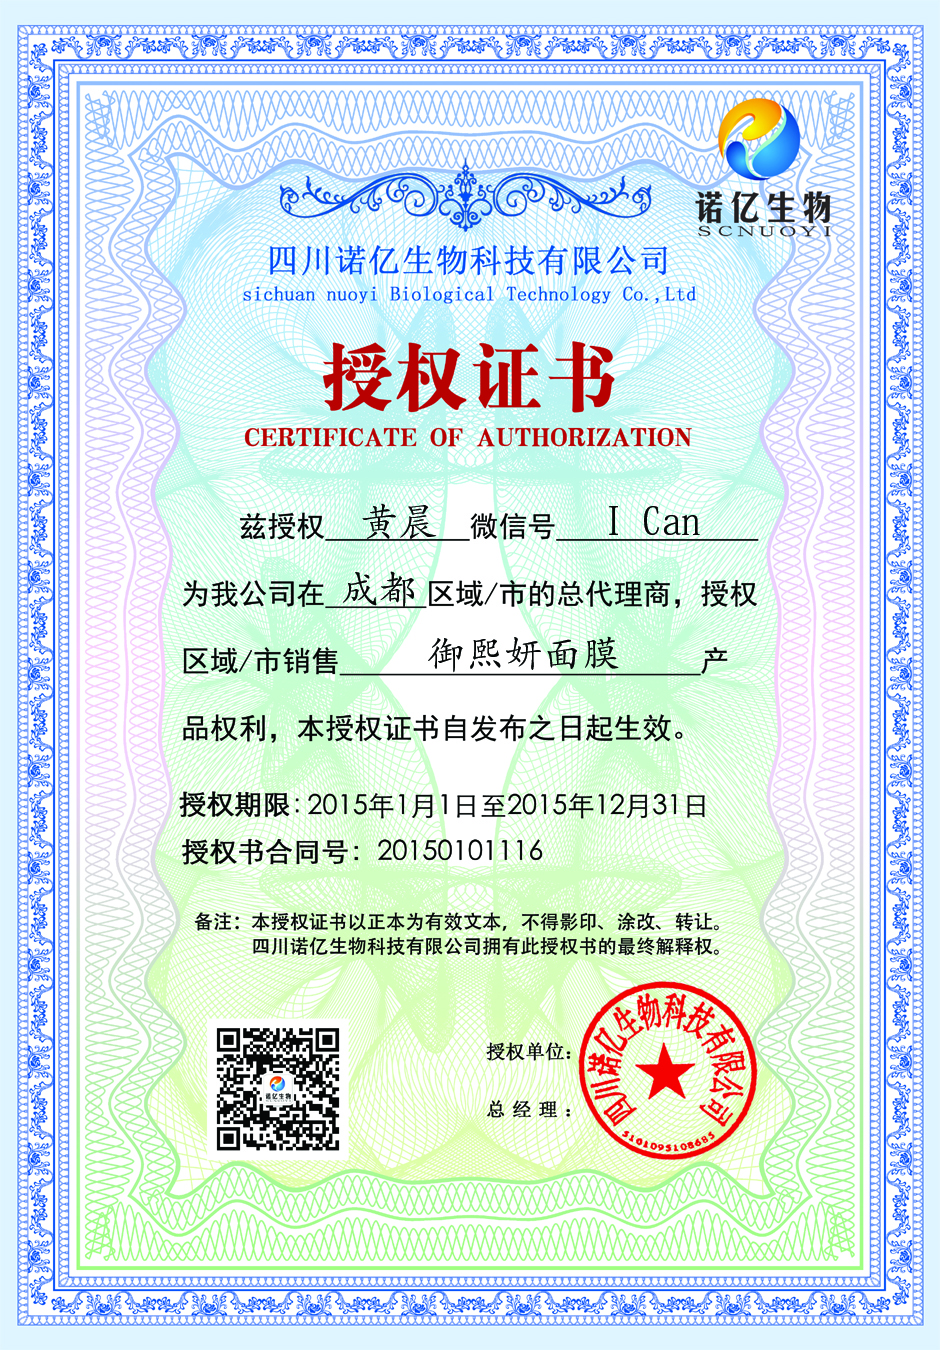 诺亿生物
SCNUOYI
四川诺亿生物科技有限公司
sichuan nuoyi Biological Technology Co.,Ltd
授权证书
CERTIFICATE OF AUTHORIZATION
兹授权 黄晨 微信号 I Can
为我公司在 成都 区域/市的总代理商，授权
区域/市销售 御熙妍面膜 产
品权利，本授权证书自发布之日起生效。
授权期限：2015年1月1日至2015年12月31日
授权书合同号：20150101116
备注：本授权证书以正本为有效文本，不得影印、涂改、转让。
四川诺亿生物科技有限公司拥有此授权书的最终解释权。
诺亿生物
授权单位：
总经理：
四川诺亿生物科技有限公司
5101095108685